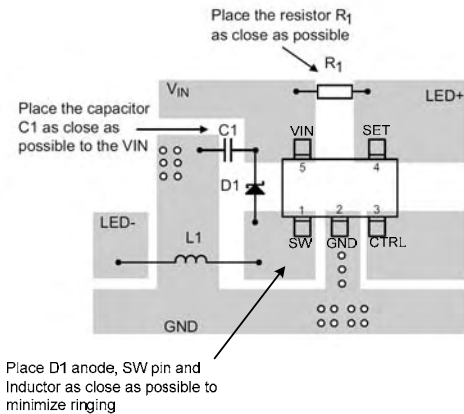 Place the resistor R1
as close as possible
R1
VIN
LED+
Place the capacitor
C1 as close as
possible to the VIN
C1
VIN
SET
5
4
D1
LED-
L1
1
2
3
SW
GND
CTRL
GND
Place D1 anode, SW pin and
Inductor as close as possible to
minimize ringing